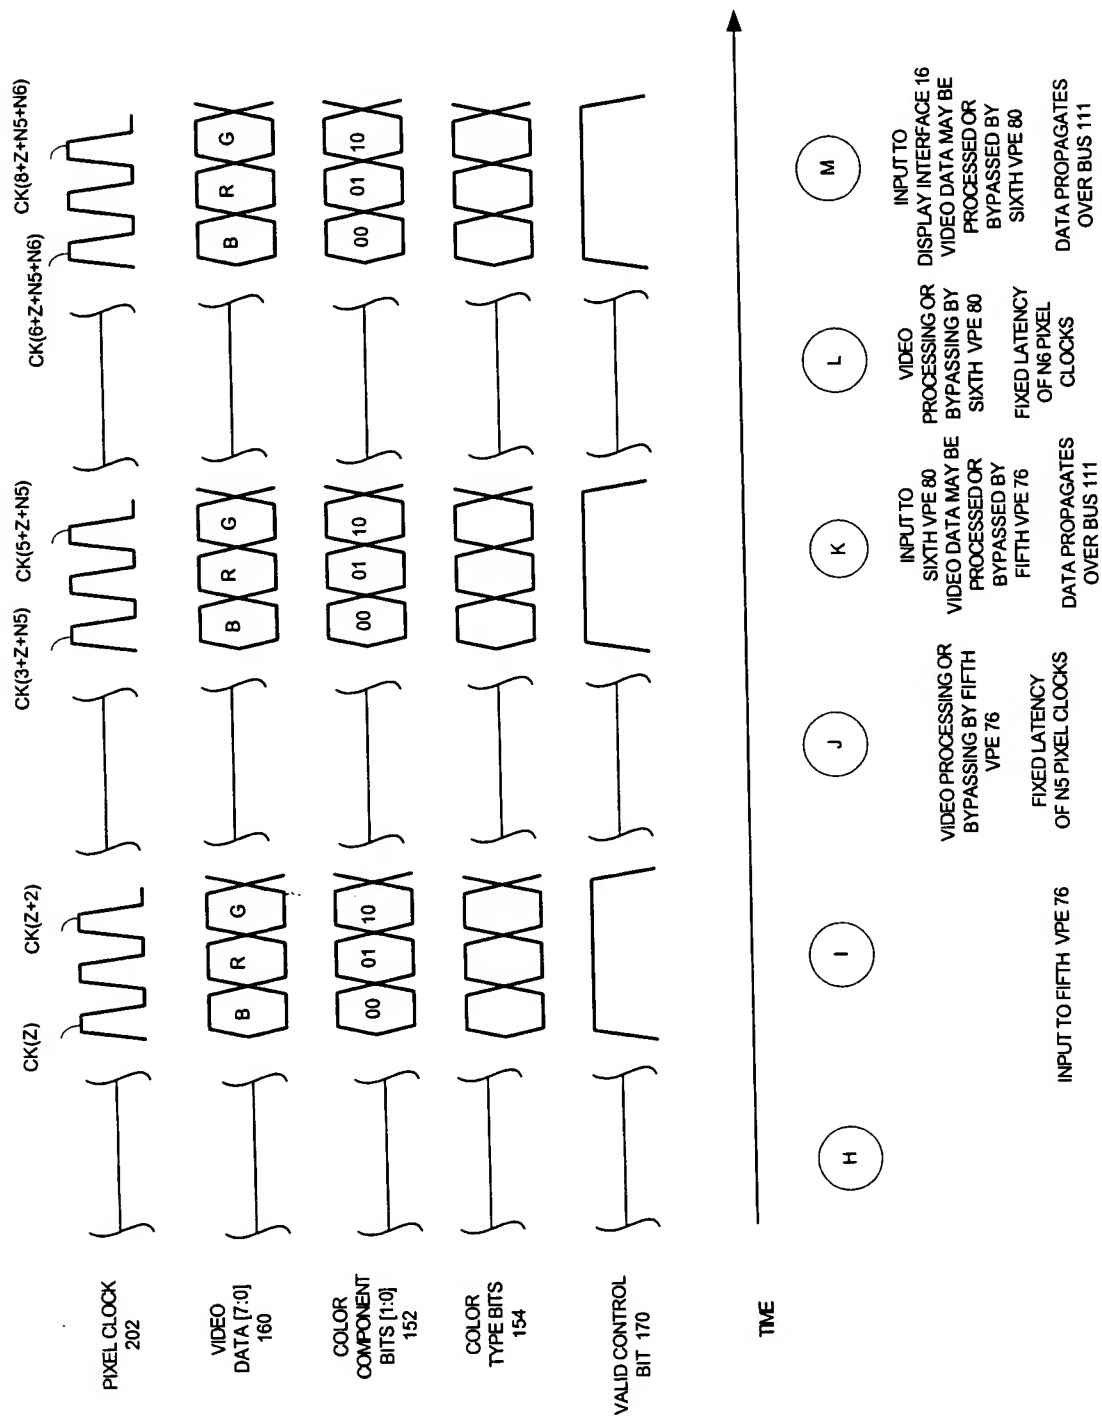 CK(Z)
CK(Z+2)
CK(3+Z+N5)
CK(5+Z+N5)
CK(6+Z+N5+N6)
CK(8+Z+N5+N6)
PIXEL CLOCK
202
VIDEO
DATA [7:0]
160
B
R
G
B
R
G
B
R
G
COLOR
COMPONENT
BITS [1:0]
152
00
01
10
00
01
10
00
01
10
COLOR
TYPE BITS
154
VALID CONTROL
BIT 170
TIME
H
I
J
K
L
M
INPUT TO FIFTH VPE 76
VIDEO PROCESSING OR
BYPASSING BY FIFTH
VPE 76
FIXED LATENCY
OF N5 PIXEL CLOCKS
INPUT TO
SIXTH VPE 80
VIDEO DATA MAY BE
PROCESSED OR
BYPASSED BY
FIFTH VPE 76
DATA PROPAGATES
OVER BUS 111
VIDEO
PROCESSING OR
BYPASSING BY
SIXTH VPE 80
FIXED LATENCY
OF N6 PIXEL
CLOCKS
INPUT TO
DISPLAY INTERFACE 16
VIDEO DATA MAY BE
PROCESSED OR
BYPASSED BY
SIXTH VPE 80
DATA PROPAGATES
OVER BUS 111